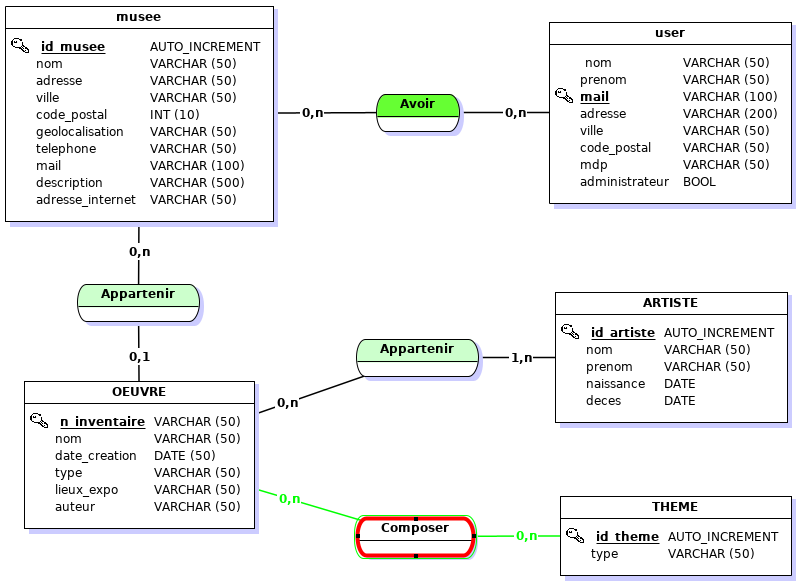 musee
id_musee AUTO_INCREMENT
nom VARCHAR (50)
adresse VARCHAR (50)
ville VARCHAR (50)
code_postal INT (10)
geolocalisation VARCHAR (50)
telephone VARCHAR (50)
mail VARCHAR (100)
description VARCHAR (500)
adresse_internet VARCHAR (50)
0,n
Avoir
0,n
user
nom VARCHAR (50)
prenom VARCHAR (50)
mail VARCHAR (100)
adresse VARCHAR (200)
ville VARCHAR (50)
code_postal VARCHAR (50)
mdp VARCHAR (50)
administrateur BOOL
0,n
Appartenir
0,1
OEUVRE
n_inventaire VARCHAR (50)
nom VARCHAR (50)
date_creation DATE (50)
type VARCHAR (50)
lieux_expo VARCHAR (50)
auteur VARCHAR (50)
0,n
Appartenir
1,n
ARTISTE
id_artiste AUTO_INCREMENT
nom VARCHAR (50)
prenom VARCHAR (50)
naissance DATE
deces DATE
0,n
Composer
0,n
THEME
id_theme AUTO_INCREMENT
type VARCHAR (50)